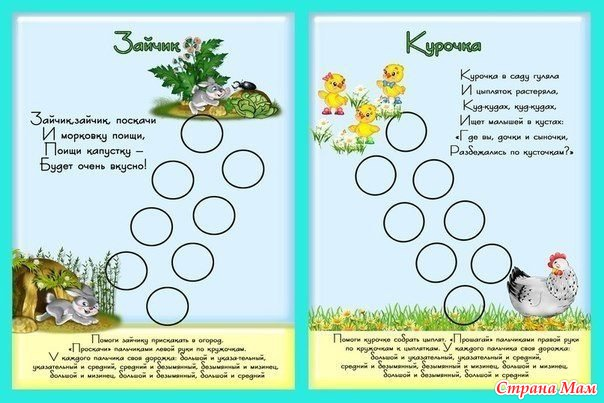 Зайчик
Зайчик,зайчик, поскачи
И морковку поищи,
Поищи капустку –
Будет очень вкусно!
Помоги зайчику прискакать в огород.
"Проскачи" пальчиками левой руки по кружочкам.
У каждого пальчика своя дорожка: большой и указа-тельный,
указательный и средний, средний и безымянный, безымянный и мизинец,
большой и мизинец, большой и безымянный, большой и средний
Курочка
Курочка в саду гуляла
И цыпляток растеряла,
Куд-кудах, куд-кудах,
Ищет малышей в кустах:
«Где вы, дочки и сыночки,
Разбежались по кусточкам?»
Помоги курочке собрать цыплят. "Прошагай" пальчиками правой руки
по кружочкам к цыпляткам. У каждого пальчика своя дорожка:
большой и указательный, указательный и средний,
средний и безымянный, безымянный и мизинец,
большой и мизинец, большой и безымянный, большой и средний
Страна Мам